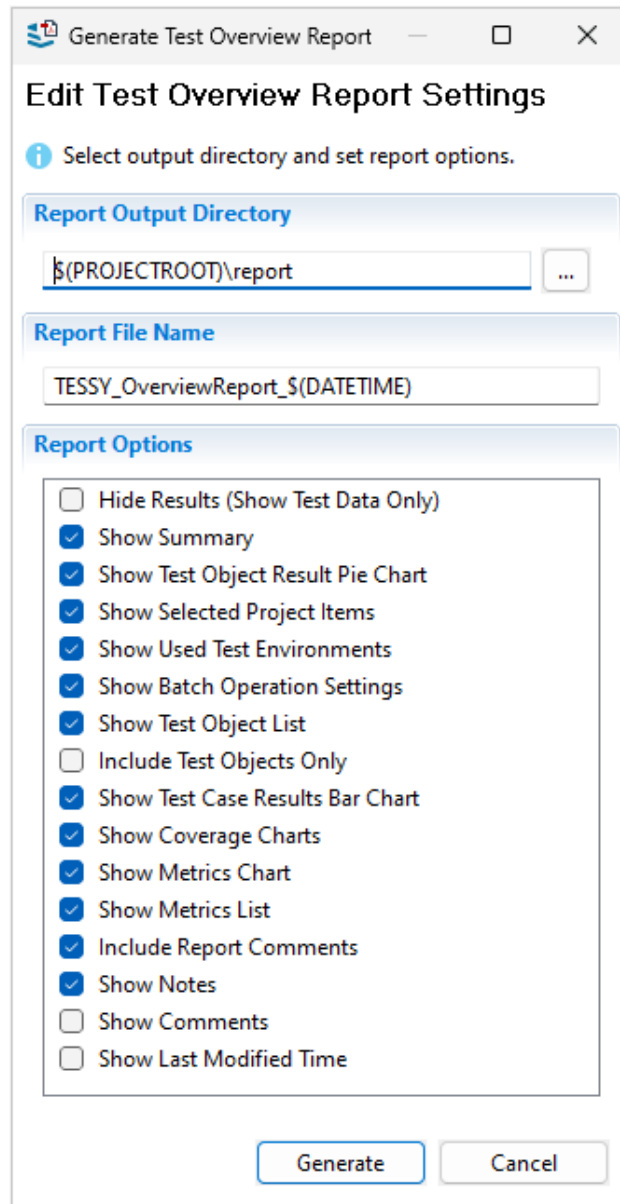 Generate Test Overview Report
Edit Test Overview Report Settings
Select output directory and set report options.
Report Output Directory
$(PROJECTROOT)\report
...
Report File Name
TESSY_OverviewReport_$(DATETIME)
Report Options
Hide Results (Show Test Data Only)
Show Summary
Show Test Object Result Pie Chart
Show Selected Project Items
Show Used Test Environments
Show Batch Operation Settings
Show Test Object List
Include Test Objects Only
Show Test Case Results Bar Chart
Show Coverage Charts
Show Metrics Chart
Show Metrics List
Include Report Comments
Show Notes
Show Comments
Show Last Modified Time
Generate
Cancel